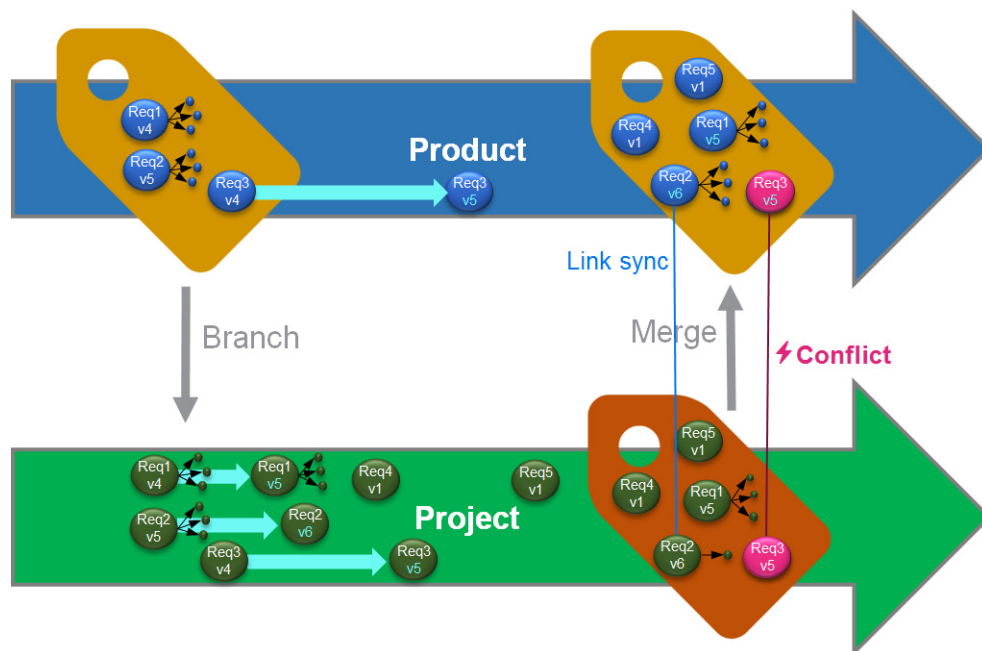 Req5
v1
Req1
v4
Req4
v1
Req1
v5
Product
Req2
v5
Req3
v4
Req3
v5
Req2
v6
Req3
v5
Link sync
Branch
Merge
Conflict
Req5
v1
Req1
v4
Req1
v5
Req4
v1
Req5
v1
Req4
v1
Req1
v5
Project
Req2
v5
Req2
v6
Req3
v4
Req3
v5
Req2
v6
Req3
v5